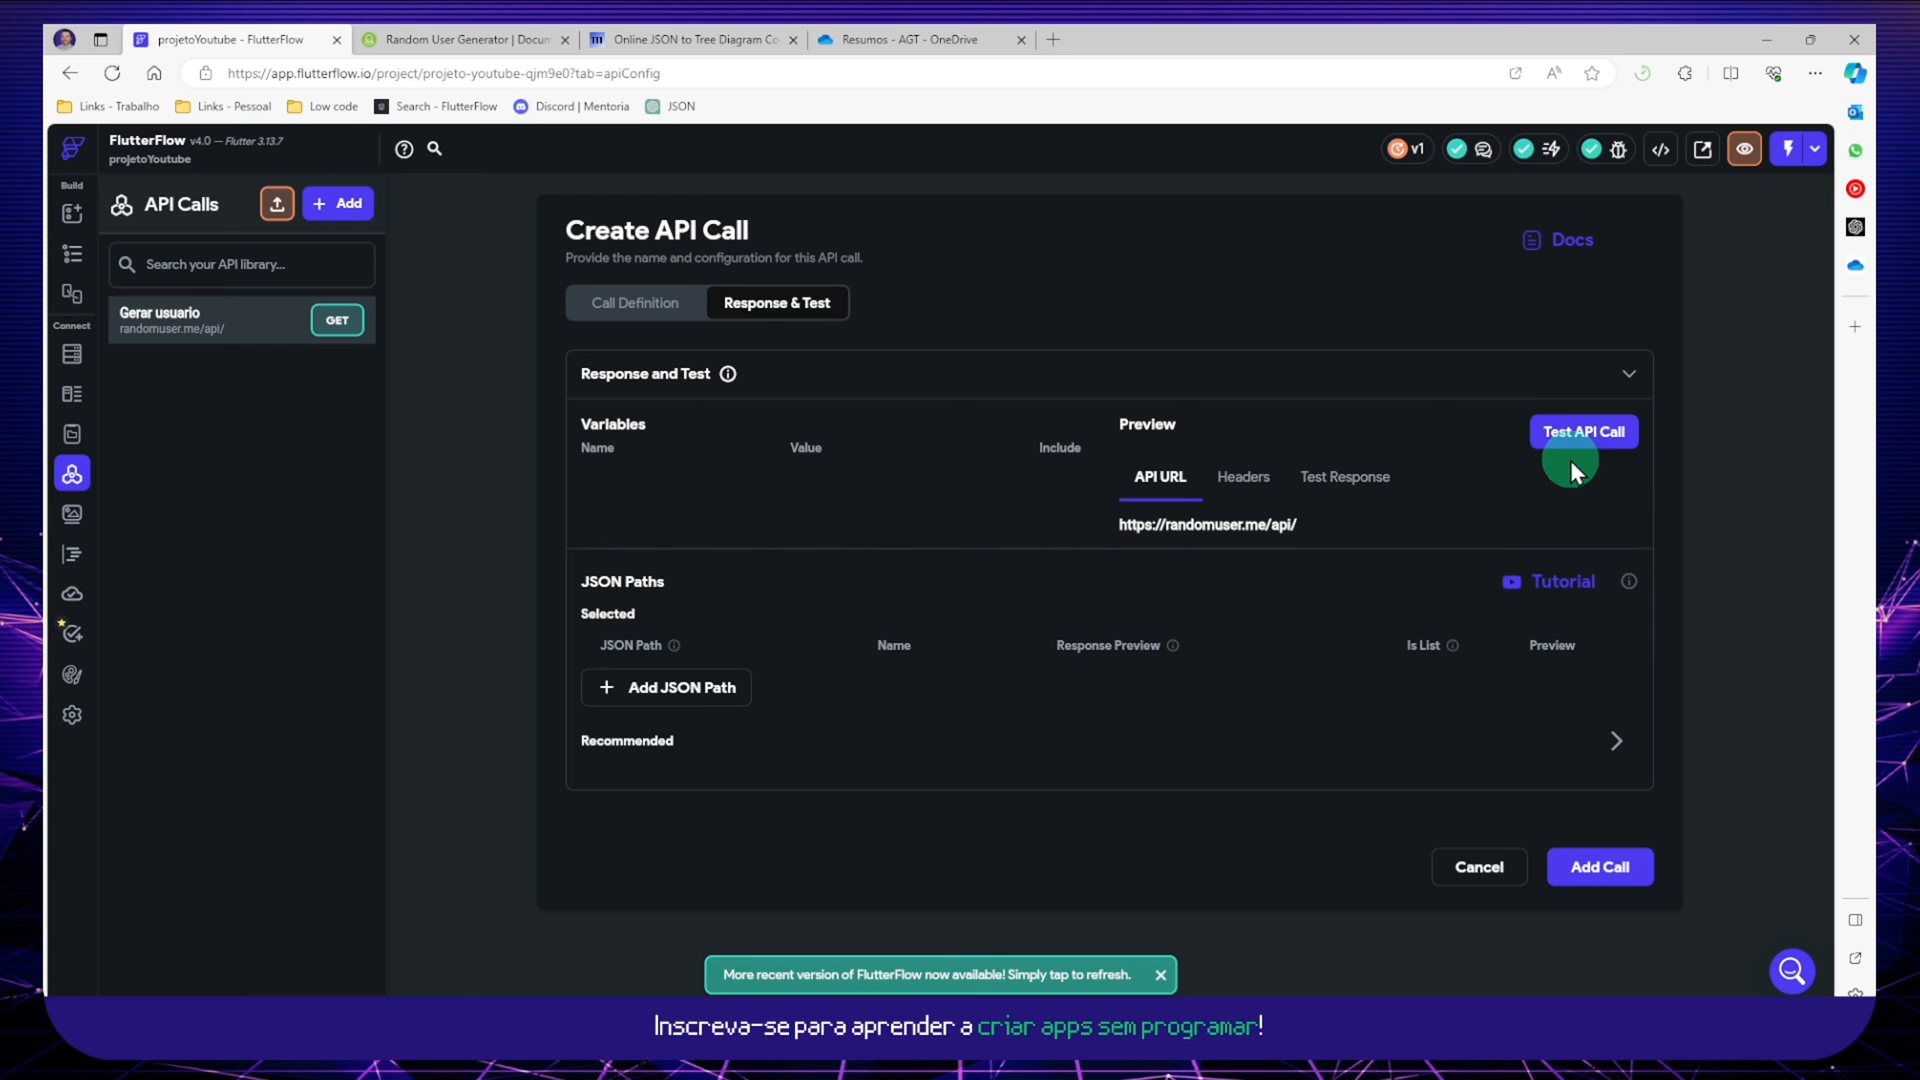 projetoYoutube - FlutterFlow
Random User Generator | Docum
Online JSON to Tree Diagram Co
Resumos - AGT - OneDrive
https://app.flutterflow.io/project/projeto-youtube-qjm9e0?tab=apiConfig
Links - Trabalho
Links - Pessoal
Low code
Search - FlutterFlow
Discord | Mentoria
JSON
FlutterFlow v4.0 — Flutter 3.13.7
projetoYoutube
v1
Build
Connect
API Calls
+ Add
Search your API library...
Gerar usuario
randomuser.me/api/
GET
Create API Call
Provide the name and configuration for this API call.
Docs
Call Definition
Response & Test
Response and Test
Variables
Name Value Include
Preview
Test API Call
API URL Headers Test Response
https://randomuser.me/api/
JSON Paths
Tutorial
Selected
JSON Path Name Response Preview Is List Preview
+ Add JSON Path
Recommended
Cancel
Add Call
More recent version of FlutterFlow now available! Simply tap to refresh.
Inscreva-se para aprender a criar apps sem programar!